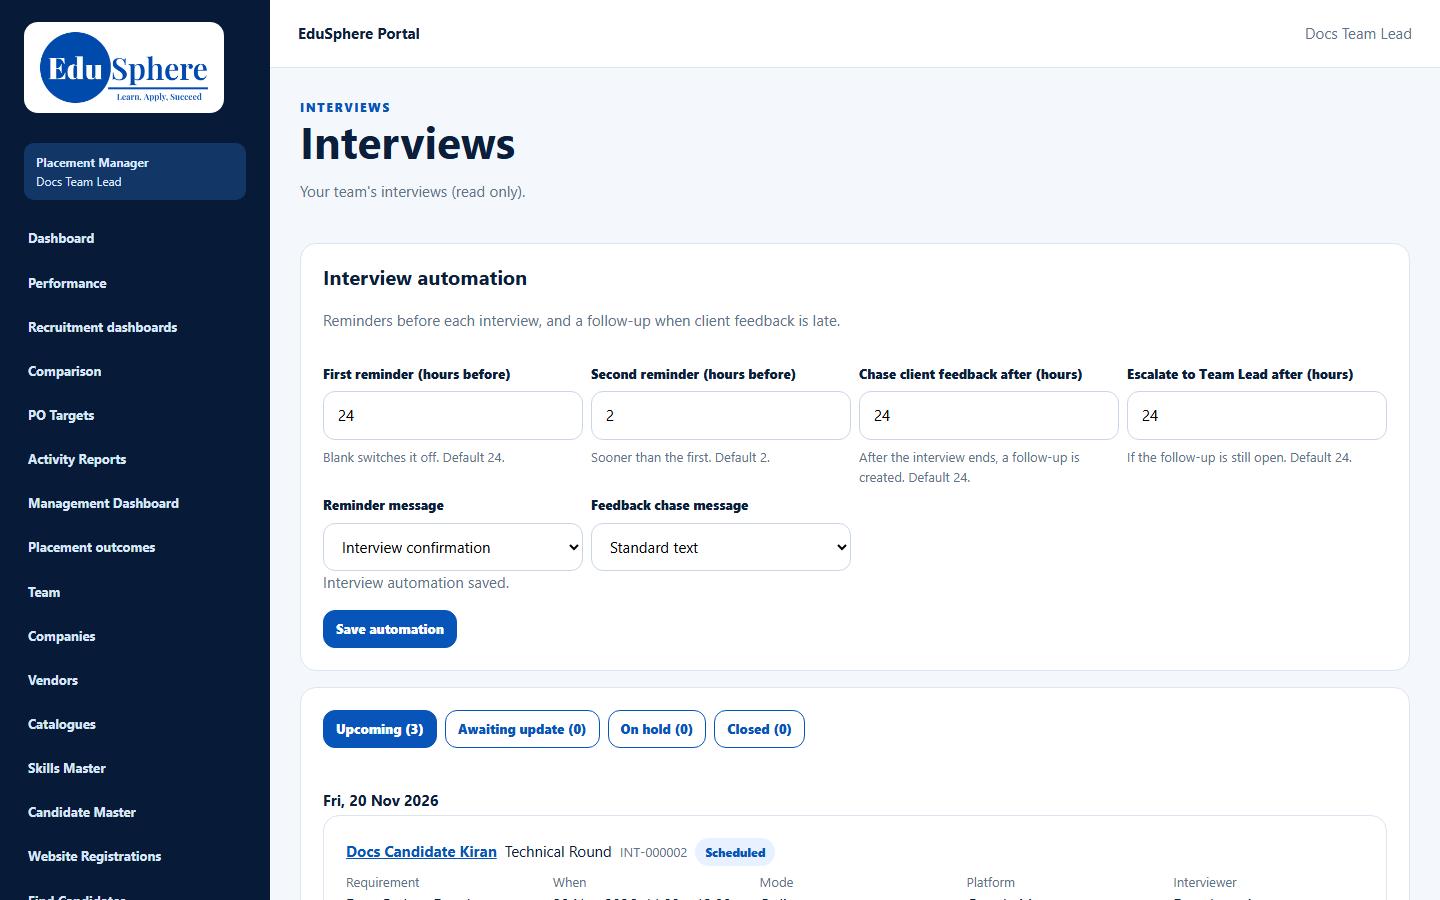 EduSphere
Learn. Apply, Succeed
Placement Manager
Docs Team Lead
Dashboard
Performance
Recruitment dashboards
Comparison
PO Targets
Activity Reports
Management Dashboard
Placement outcomes
Team
Companies
Vendors
Catalogues
Skills Master
Candidate Master
Website Registrations
EduSphere Portal
Docs Team Lead
INTERVIEWS
Interviews
Your team's interviews (read only).
Interview automation
Reminders before each interview, and a follow-up when client feedback is late.
First reminder (hours before)
24
Blank switches it off. Default 24.
Second reminder (hours before)
2
Sooner than the first. Default 2.
Chase client feedback after (hours)
24
After the interview ends, a follow-up is
created. Default 24.
Escalate to Team Lead after (hours)
24
If the follow-up is still open. Default 24.
Reminder message
Interview confirmation
Feedback chase message
Standard text
Interview automation saved.
Save automation
Upcoming (3) Awaiting update (0) On hold (0) Closed (0)
Fri, 20 Nov 2026
Docs Candidate Kiran Technical Round INT-000002 Scheduled
Requirement When Mode Platform Interviewer